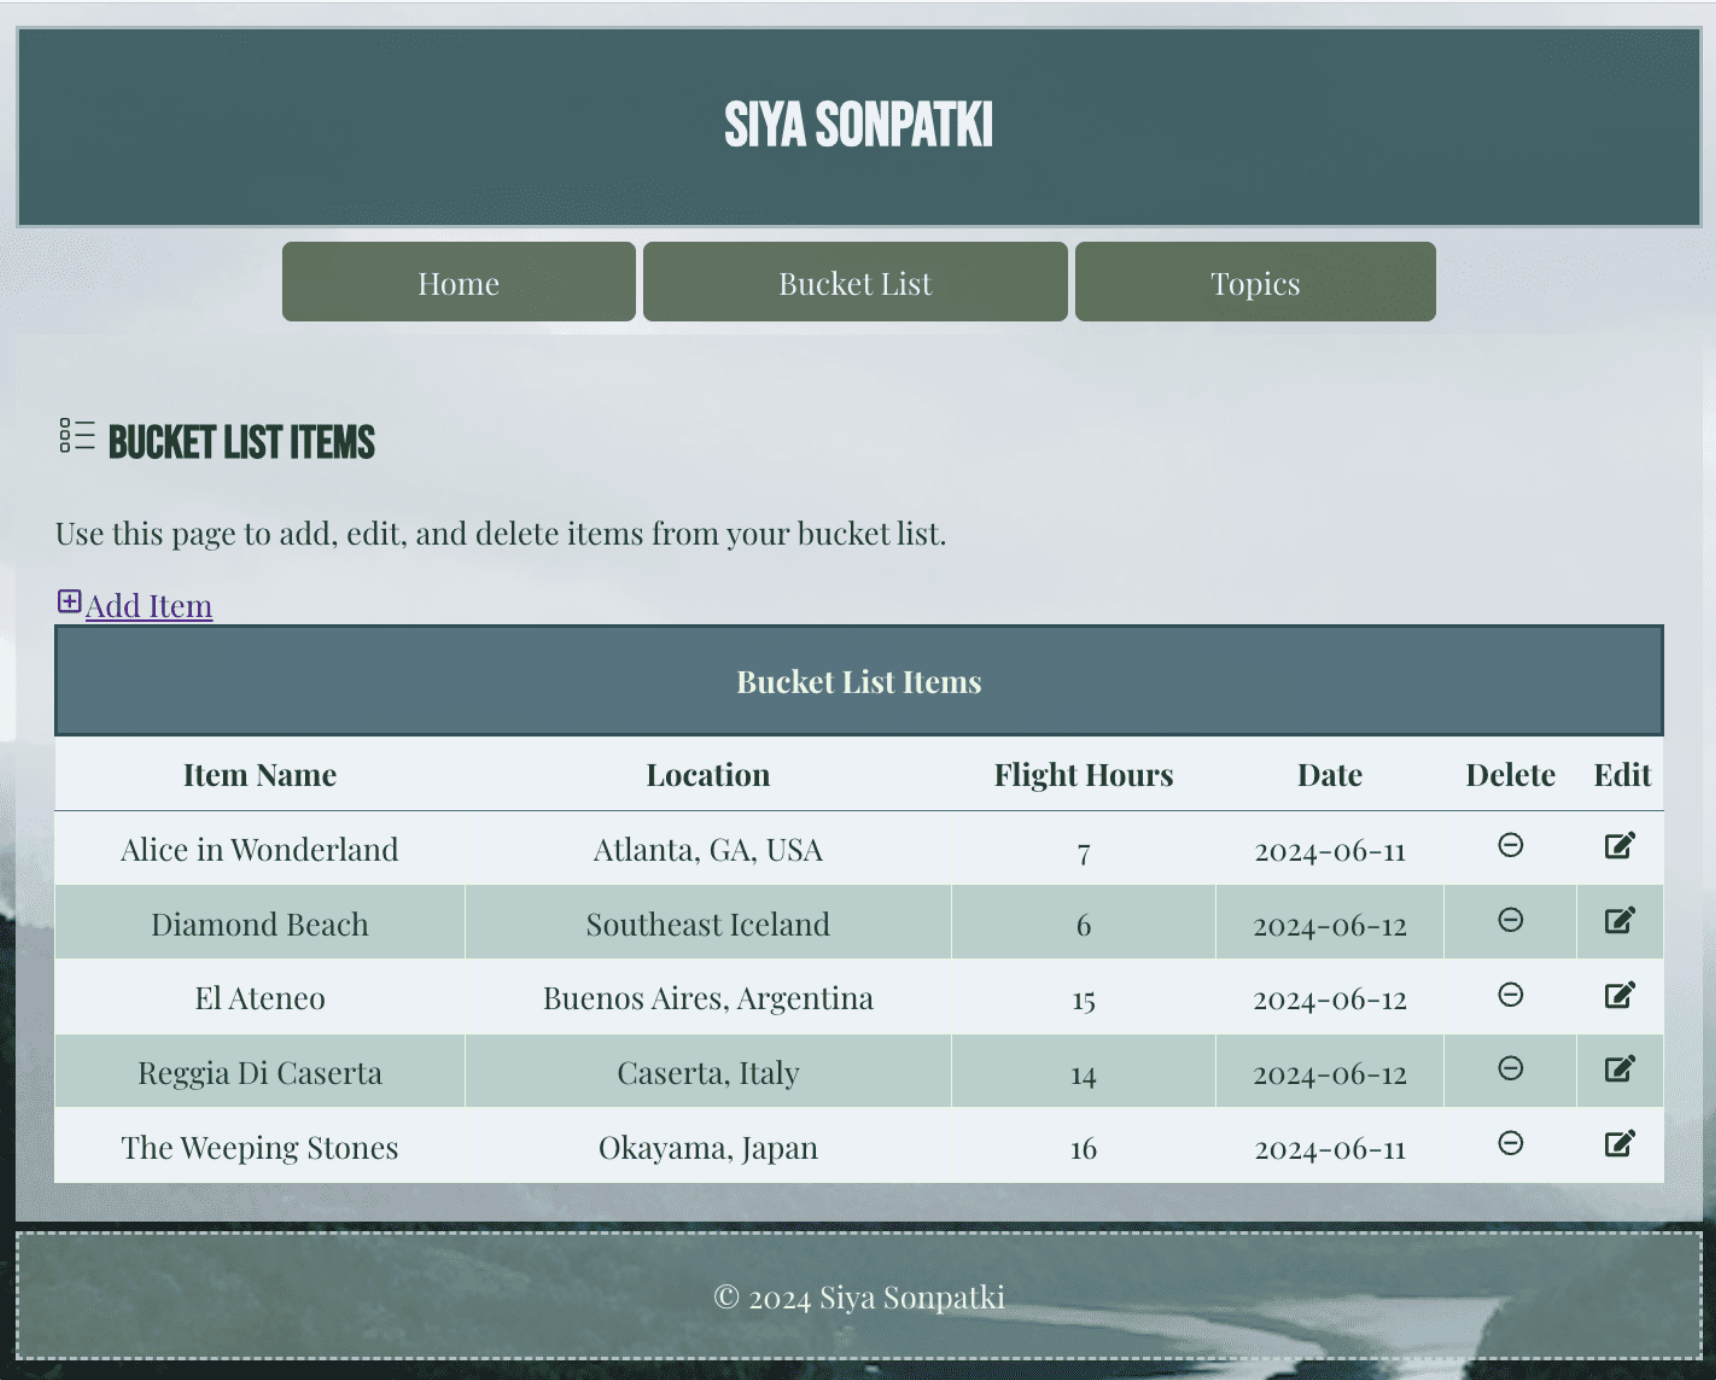 SIYA SONPATKI
Home Bucket List Topics
BUCKET LIST ITEMS
Use this page to add, edit, and delete items from your bucket list.
Add Item
Bucket List Items
Item Name Location Flight Hours Date Delete Edit
Alice in Wonderland Atlanta, GA, USA 7 2024-06-11
Diamond Beach Southeast Iceland 6 2024-06-12
El Ateneo Buenos Aires, Argentina 15 2024-06-12
Reggia Di Caserta Caserta, Italy 14 2024-06-12
The Weeping Stones Okayama, Japan 16 2024-06-11
© 2024 Siya Sonpatki